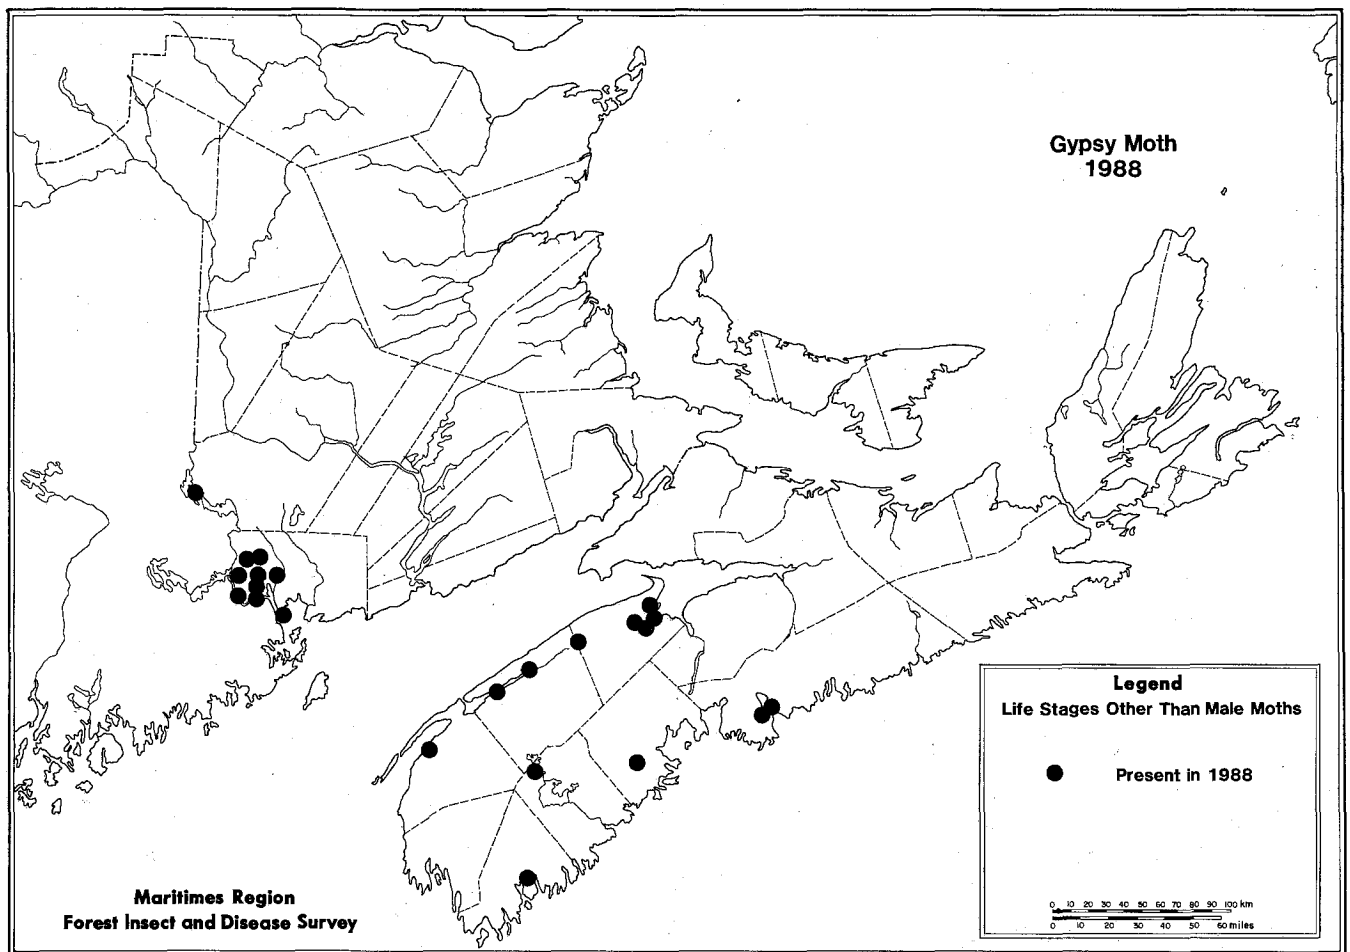 Gypsy Moth
1988
Legend
Life Stages Other Than Male Moths
Present in 1988
0 10 20 30 40 50 60 70 80 90 100 km
0 10 20 30 40 50 60 miles
Maritimes Region
Forest Insect and Disease Survey